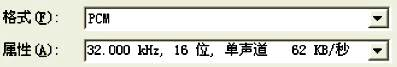 格式(F): PCM
属性(A): 32.000 kHz, 16 位, 单声道 62 KB/秒